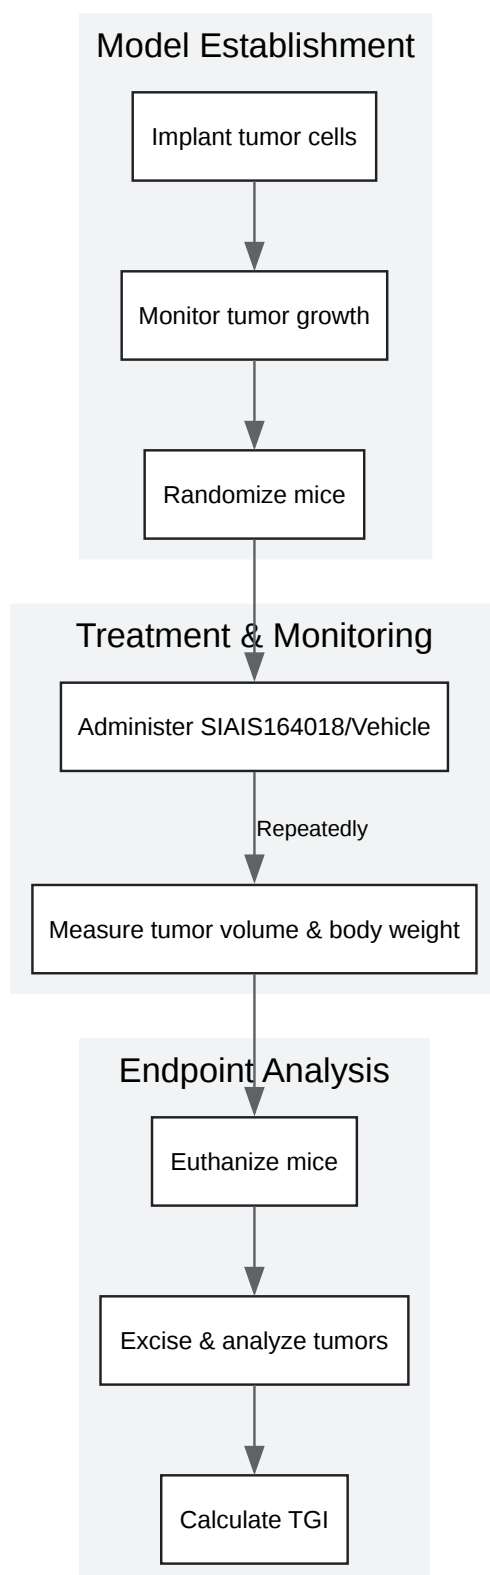 Model Establishment
Implant tumor cells
Monitor tumor growth
Randomize mice
Treatment & Monitoring
Administer SIAIS164018/Vehicle
Repeatedly
Measure tumor volume & body weight
Endpoint Analysis
Euthanize mice
Excise & analyze tumors
Calculate TGI